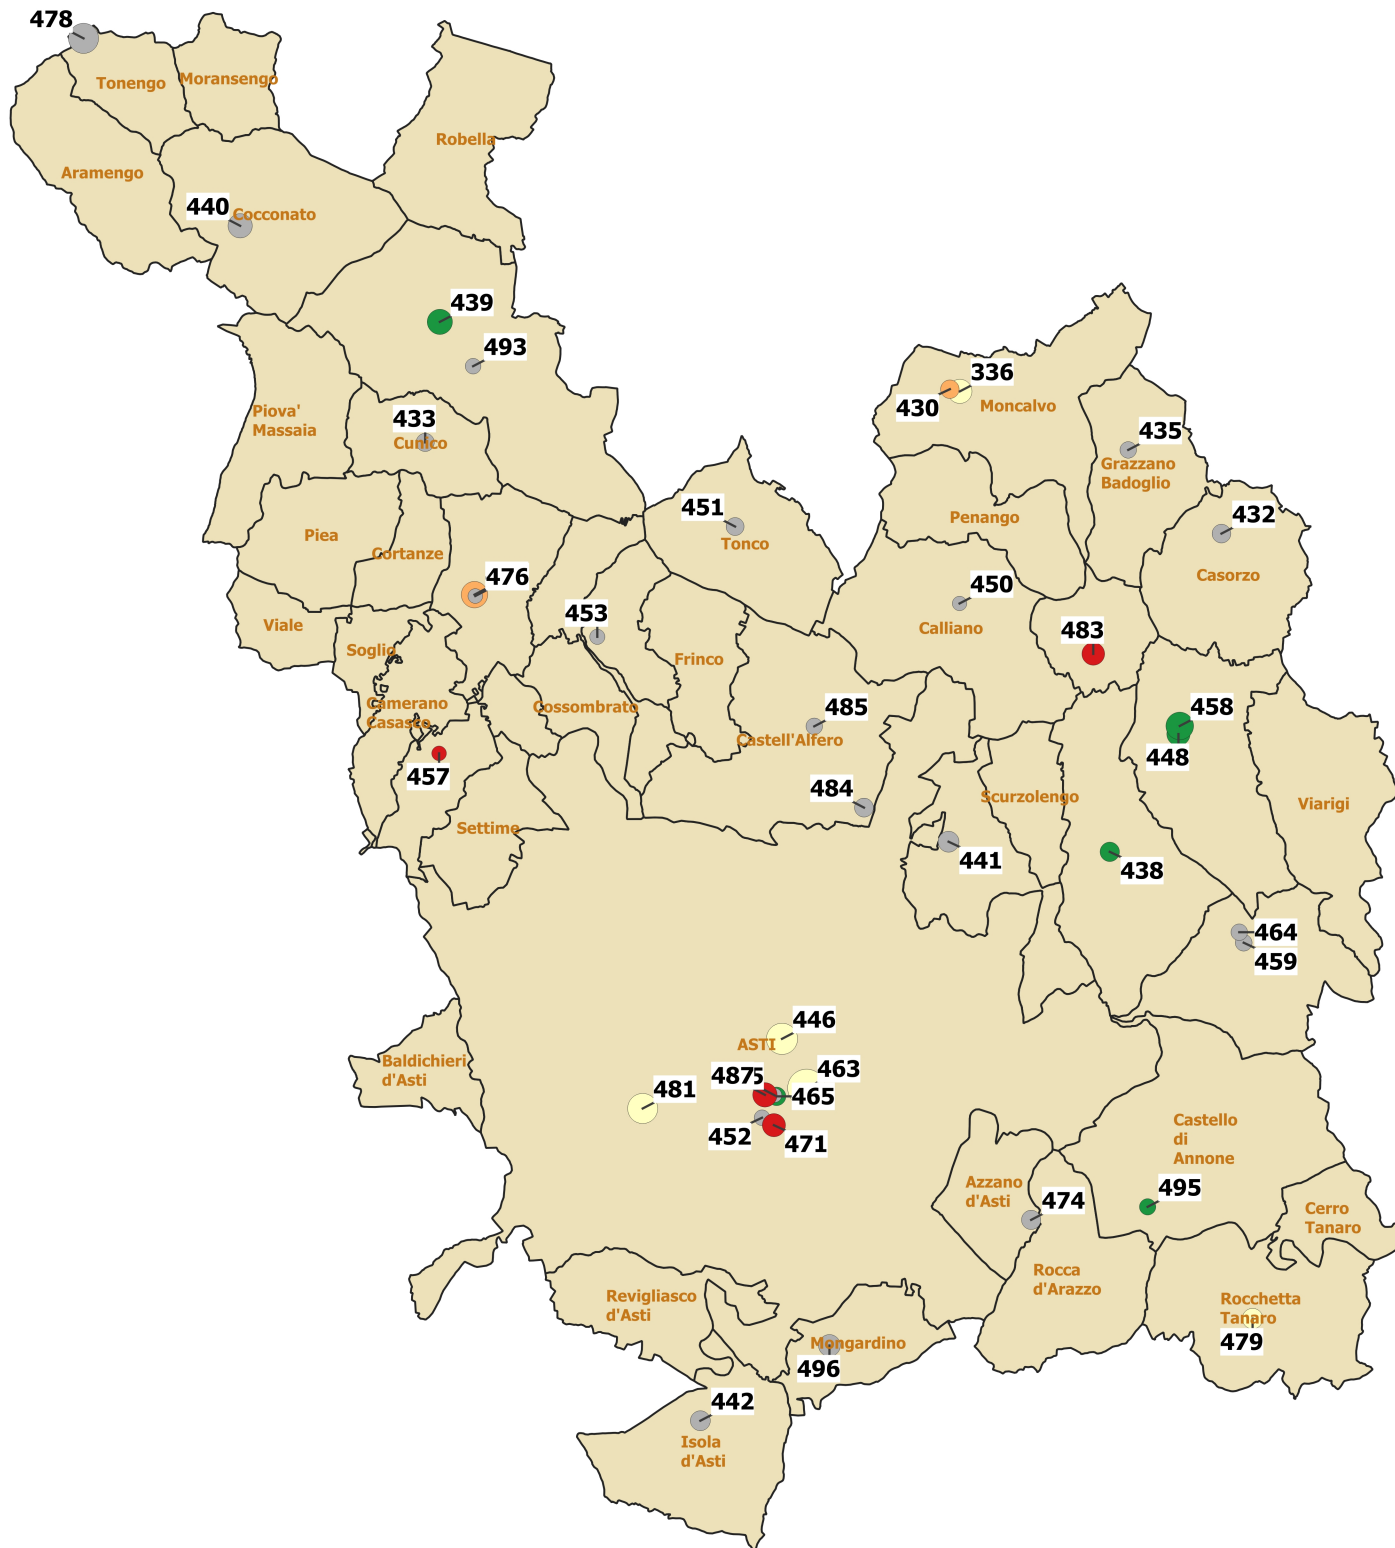 478
Tonengo
Moransengo
Robella
Aramengo
440
Cocconato
439
493
336
430
Moncalvo
Piova'
Massaia
433
Cunico
435
Grazzano
Badoglio
451
Tonco
Penango
432
Casorzo
Piea
Cortanze
476
450
Calliano
453
Viale
Soglio
Frinco
483
Camerano
Casasco
Cossombrato
485
Castell'Alfero
458
448
457
484
Scurzolengo
Viarigi
Settime
441
438
464
459
446
ASTI
Baldichieri
d'Asti
463
4875
465
481
452
471
Castello
di
Annone
Azzano
d'Asti
474
495
Cerro
Tanaro
Rocca
d'Arazzo
Revigliasco
d'Asti
Rocchetta
Tanaro
479
Mongardino
496
442
Isola
d'Asti